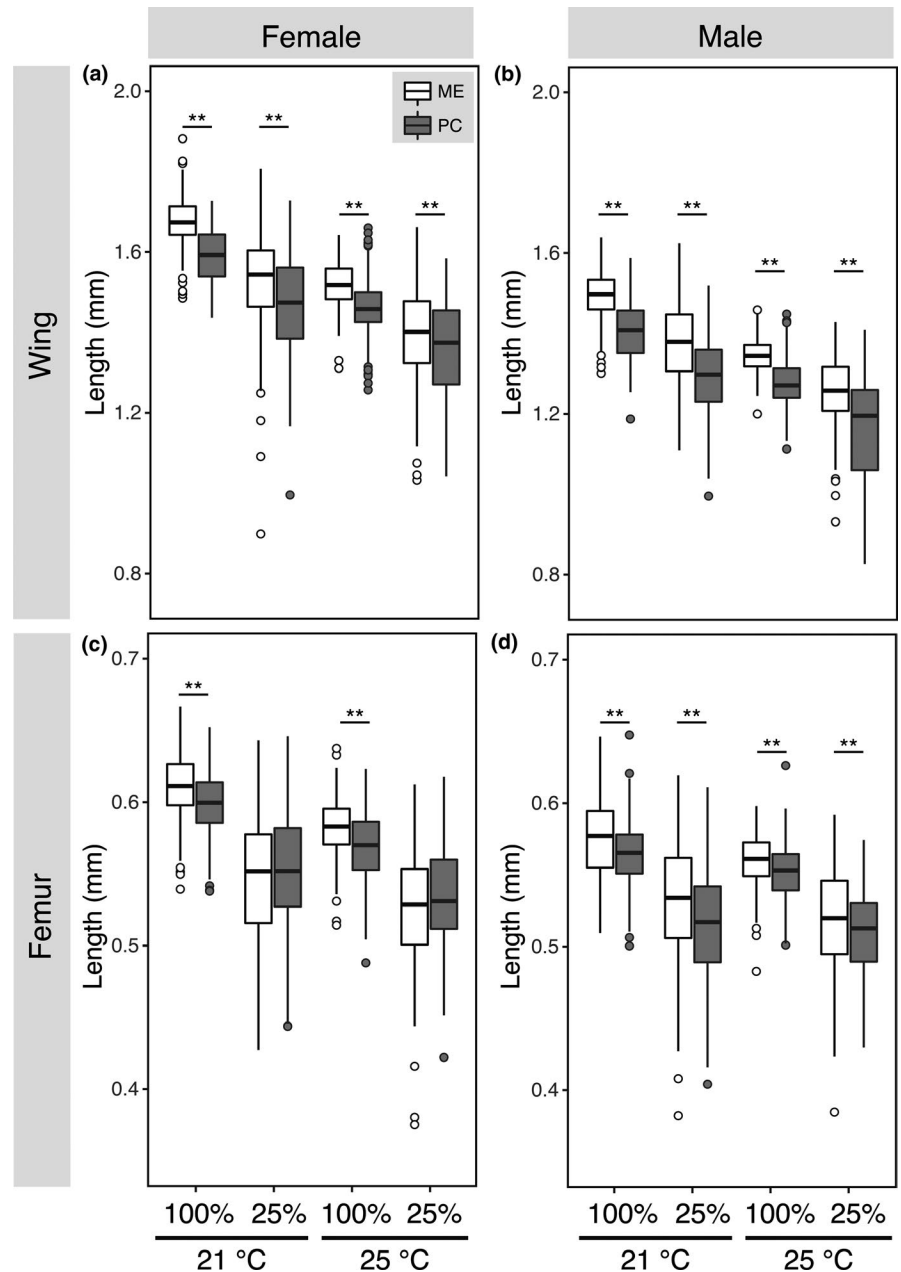 Female
Male
Wing
(a)
ME
PC
** ** ** **
Length (mm)
2.0
1.6
1.2
0.8
(b)
** ** ** **
Length (mm)
2.0
1.6
1.2
0.8
Femur
(c)
** **
Length (mm)
0.7
0.6
0.5
0.4
100% 25% 100% 25%
21 °C 25 °C
(d)
** ** ** **
Length (mm)
0.7
0.6
0.5
0.4
100% 25% 100% 25%
21 °C 25 °C